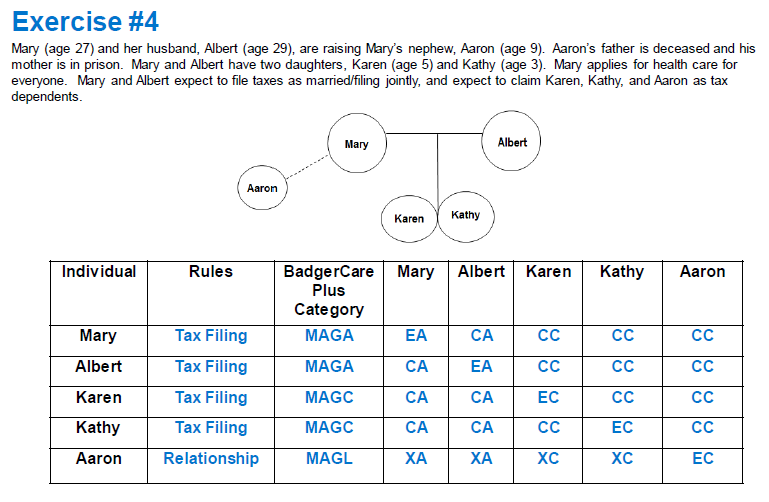 Exercise #4
Mary (age 27) and her husband, Albert (age 29), are raising Mary's nephew, Aaron (age 9). Aaron's father is deceased and his
mother is in prison. Mary and Albert have two daughters, Karen (age 5) and Kathy (age 3). Mary applies for health care for
everyone. Mary and Albert expect to file taxes as married/filing jointly, and expect to claim Karen, Kathy, and Aaron as tax
dependents.
Mary
Albert
Aaron
Karen
Kathy
Individual Rules BadgerCare Plus Category Mary Albert Karen Kathy Aaron
Mary Tax Filing MAGA EA CA CC CC CC
Albert Tax Filing MAGA CA EA CC CC CC
Karen Tax Filing MAGC CA CA EC CC CC
Kathy Tax Filing MAGC CA CA CC EC CC
Aaron Relationship MAGL XA XA XC XC EC